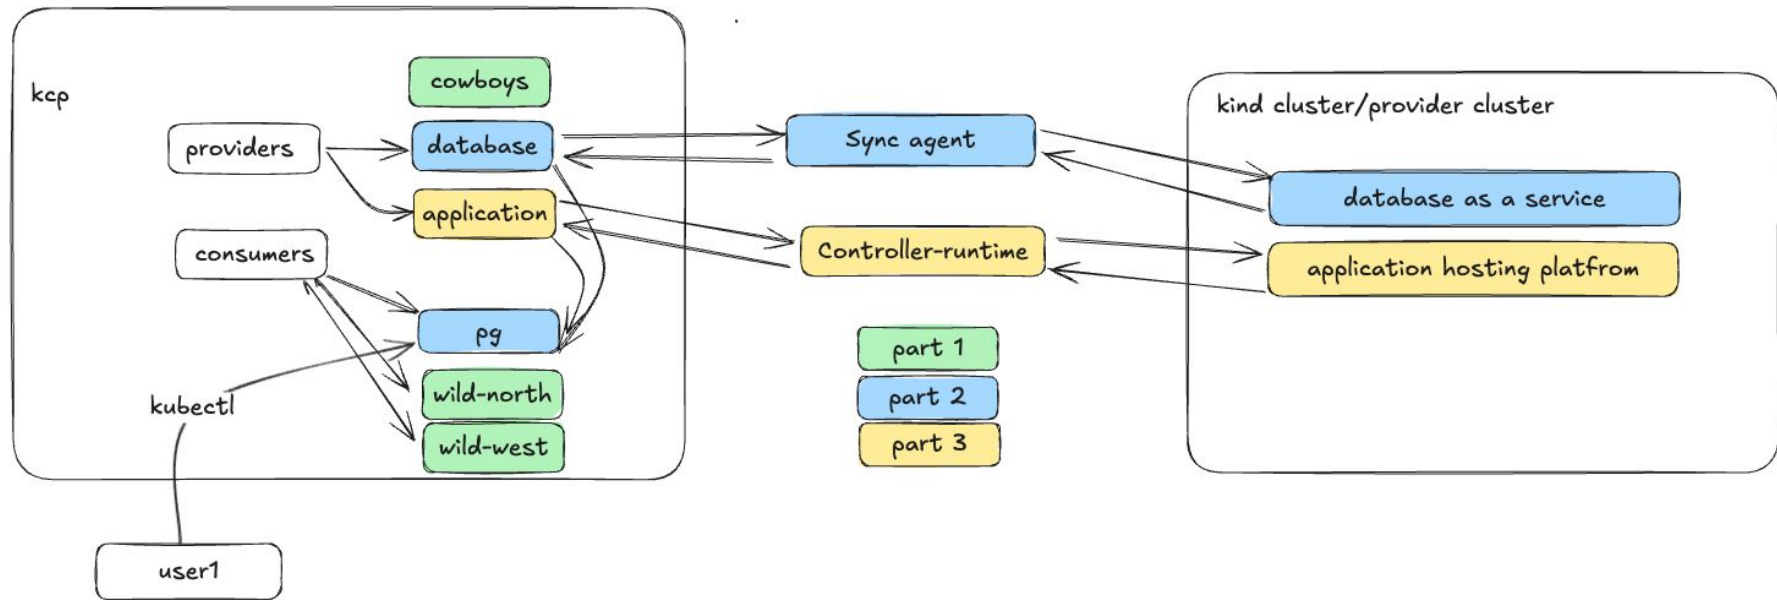 kcp
cowboys
providers
database
application
consumers
pg
wild-north
wild-west
kubectl
user1
Sync agent
Controller-runtime
part 1
part 2
part 3
kind cluster/provider cluster
database as a service
application hosting platfrom